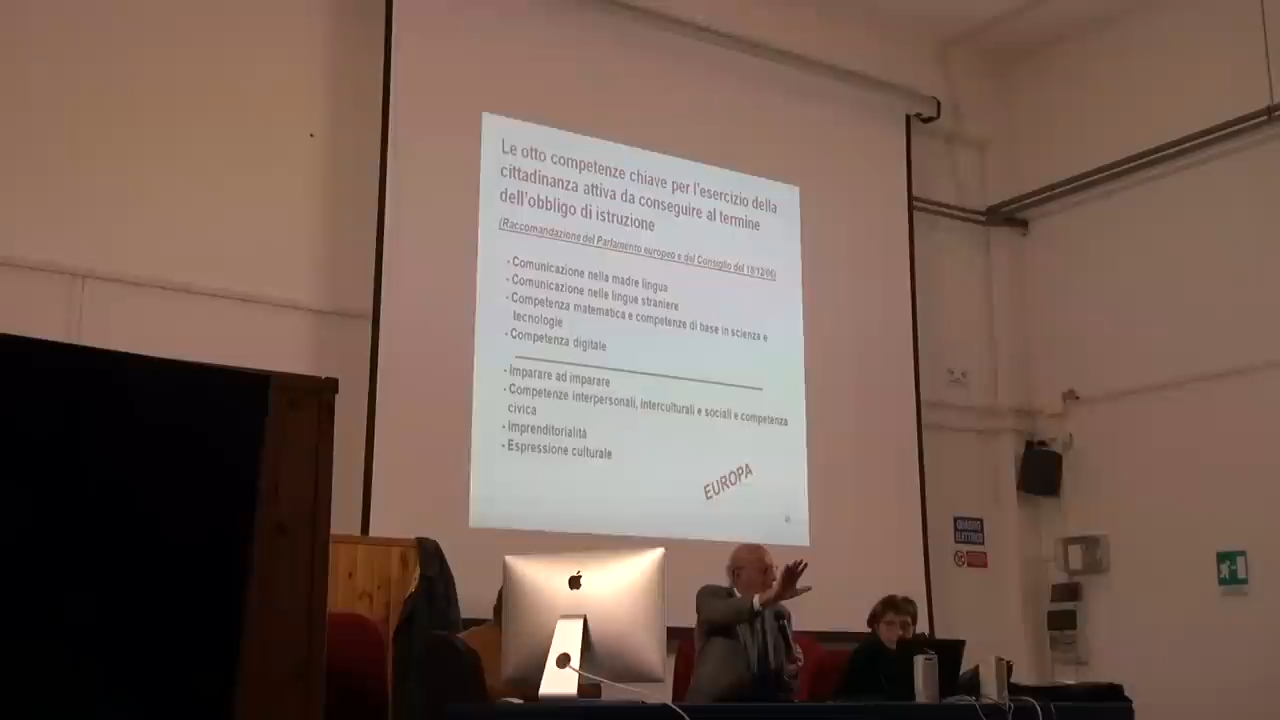 Le otto competenze chiave per l'esercizio della
cittadinanza attiva da conseguire al termine
dell'obbligo di istruzione
(Raccomandazione del Parlamento europeo e del Consiglio del 18/12/06)
- Comunicazione nella madre lingua
- Comunicazione nelle lingue straniere
- Competenza matematica e competenze di base in scienza e
tecnologie
- Competenza digitale
- Imparare ad imparare
- Competenze interpersonali, interculturali e sociali e competenza
civica
- Imprenditorialità
- Espressione culturale
EUROPA
QUADRO
ELETTRICO